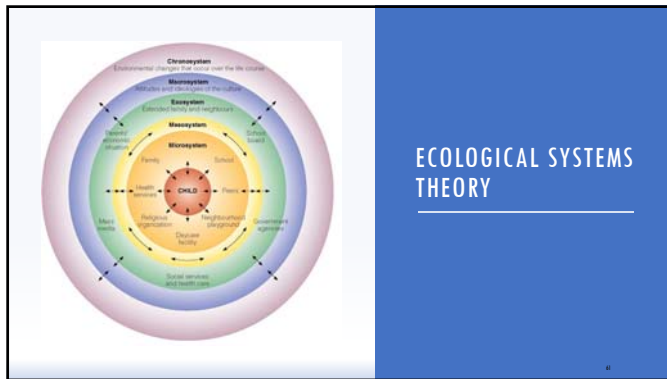 Chronosystem
Environmental changes that occur over the life course
Macrosystem
Attitudes and ideologies of the culture
Exosystem
Extended family and neighbours
Parents'
economic
situation
School
board
Mesosystem
Microsystem
Family
School
Health
services
CHILD
Peers
Religious
organization
Neighbourhood
playground
Daycare
facility
Mass
media
Government
agencies
Social services
and health care
ECOLOGICAL SYSTEMS
THEORY